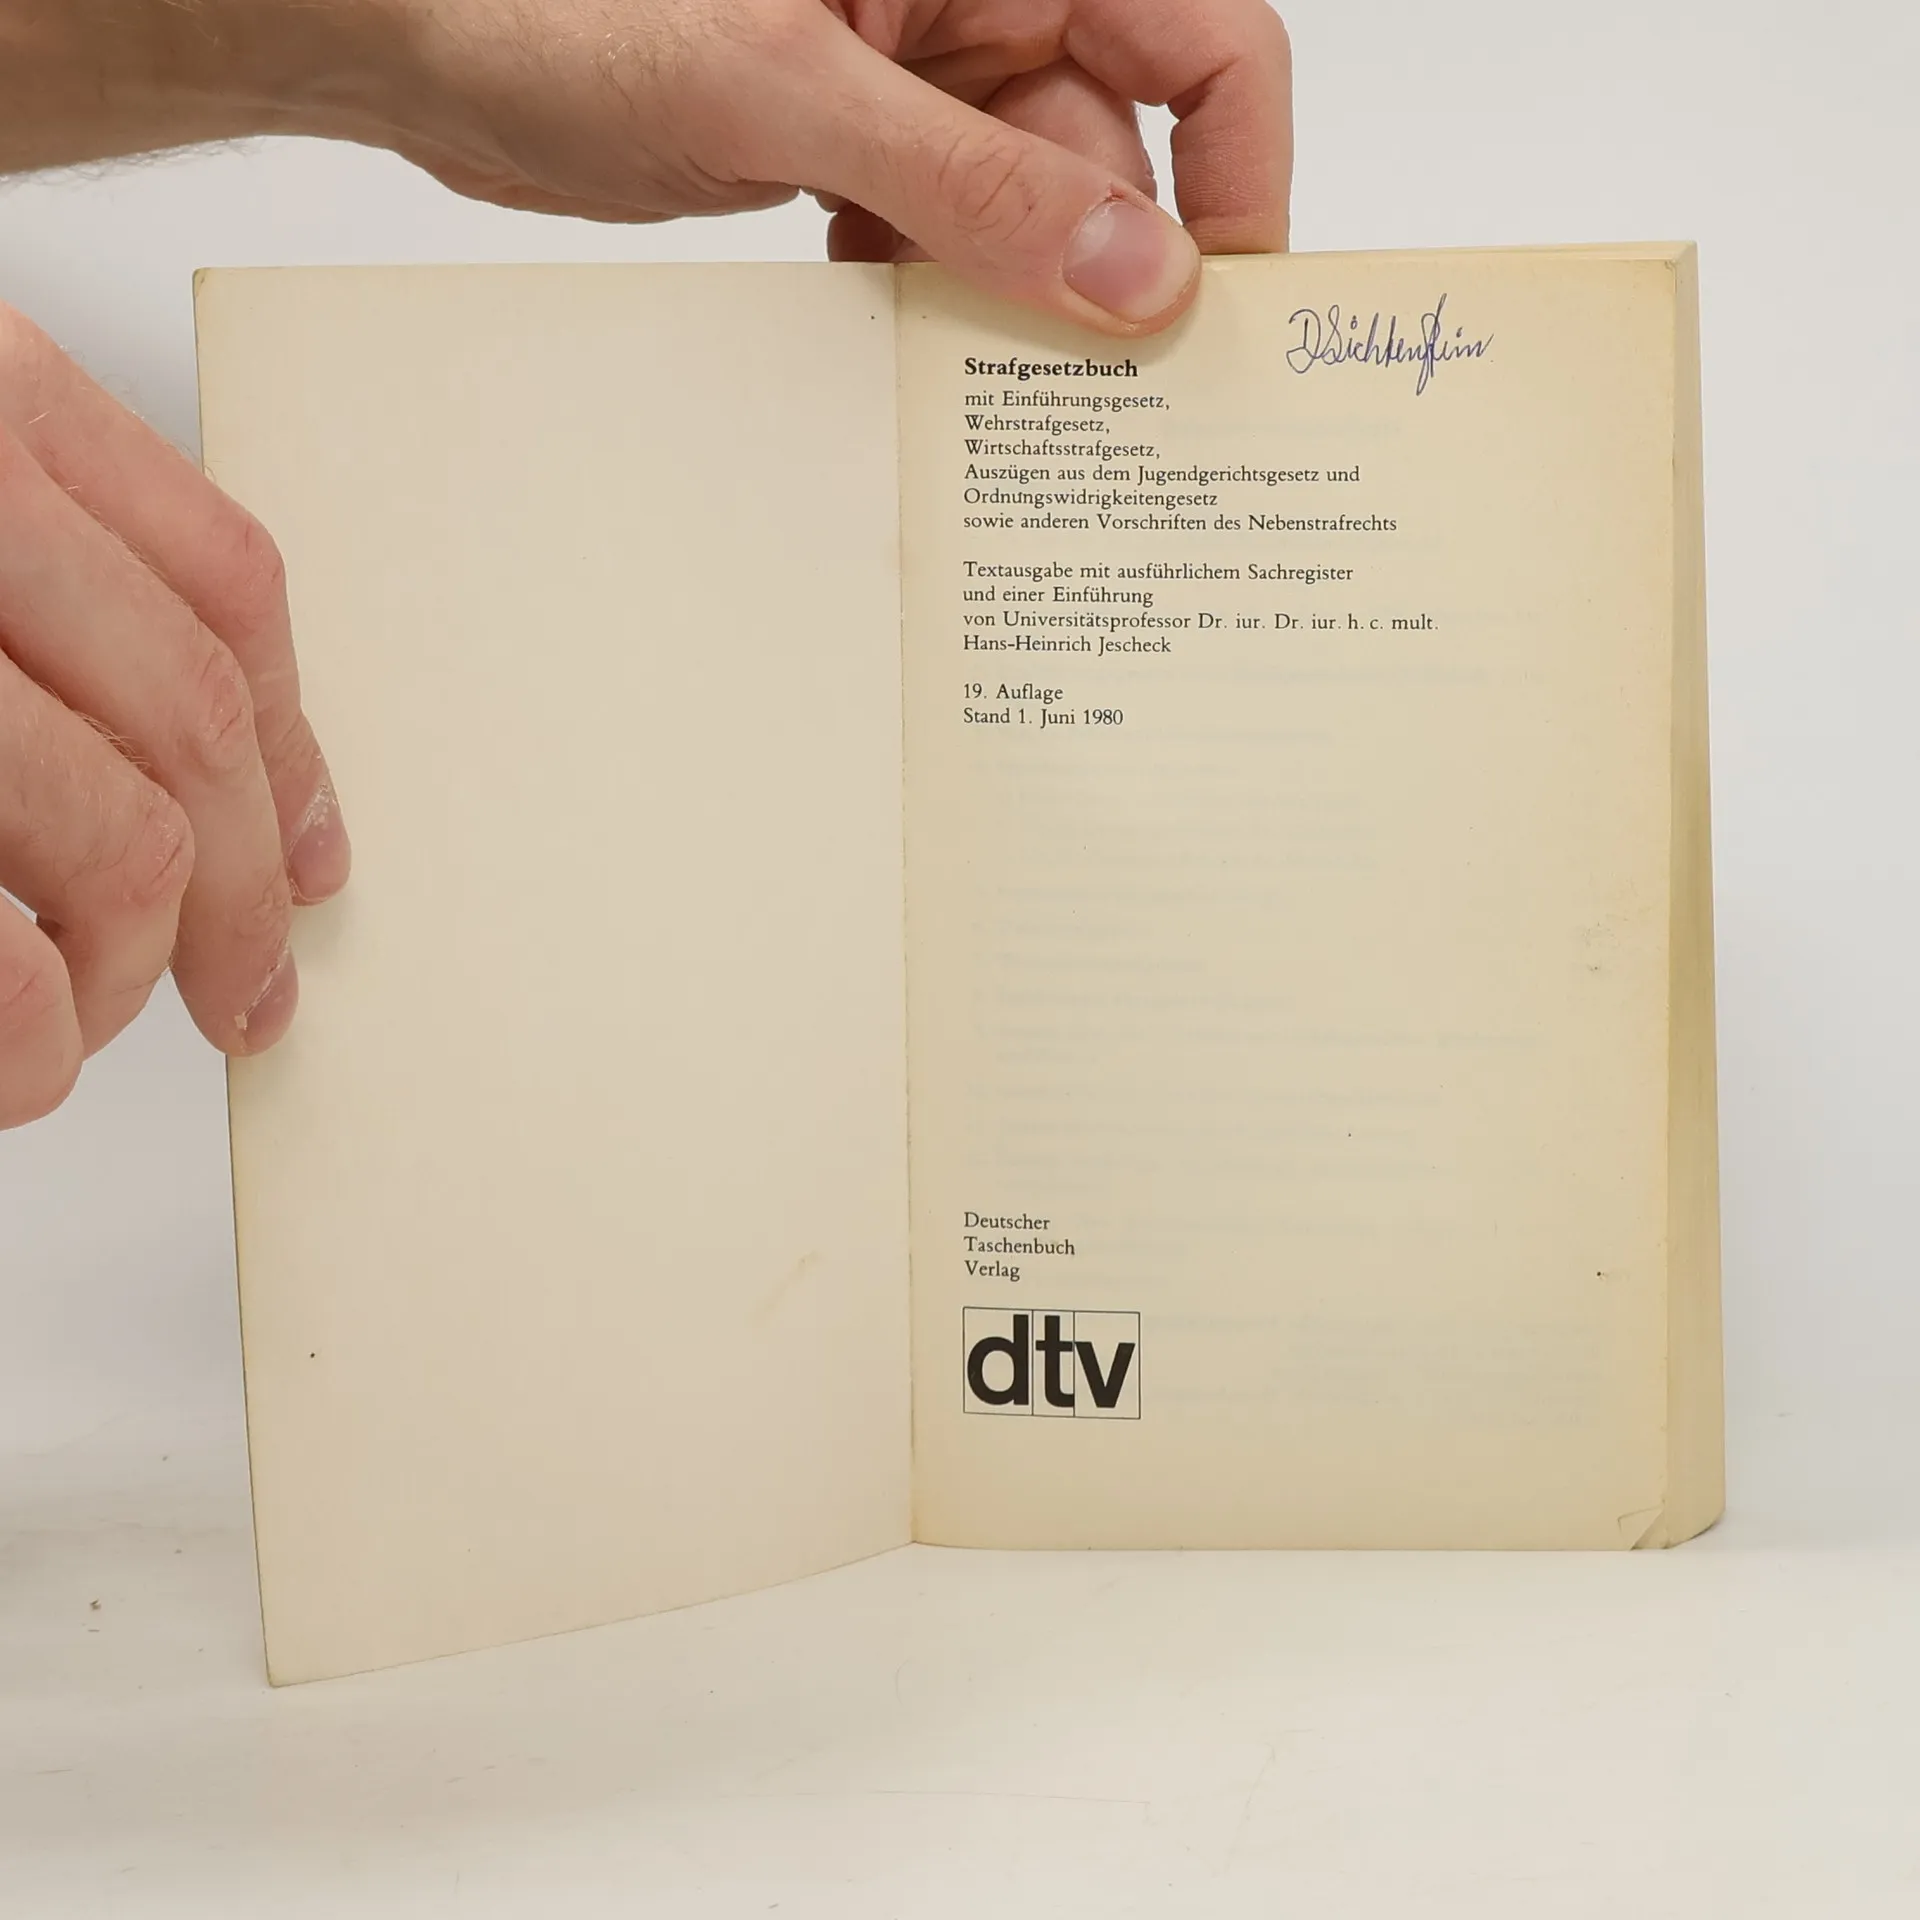 DLichtenstein
Strafgesetzbuch
mit Einführungsgesetz,
Wehrstrafgesetz,
Wirtschaftsstrafgesetz,
Auszügen aus dem Jugendgerichtsgesetz und
Ordnungswidrigkeitengesetz
sowie anderen Vorschriften des Nebenstrafrechts
Textausgabe mit ausführlichem Sachregister
und einer Einführung
von Universitätsprofessor Dr. iur. Dr. iur. h. c. mult.
Hans-Heinrich Jescheck
19. Auflage
Stand 1. Juni 1980
Deutscher
Taschenbuch
Verlag
dtv